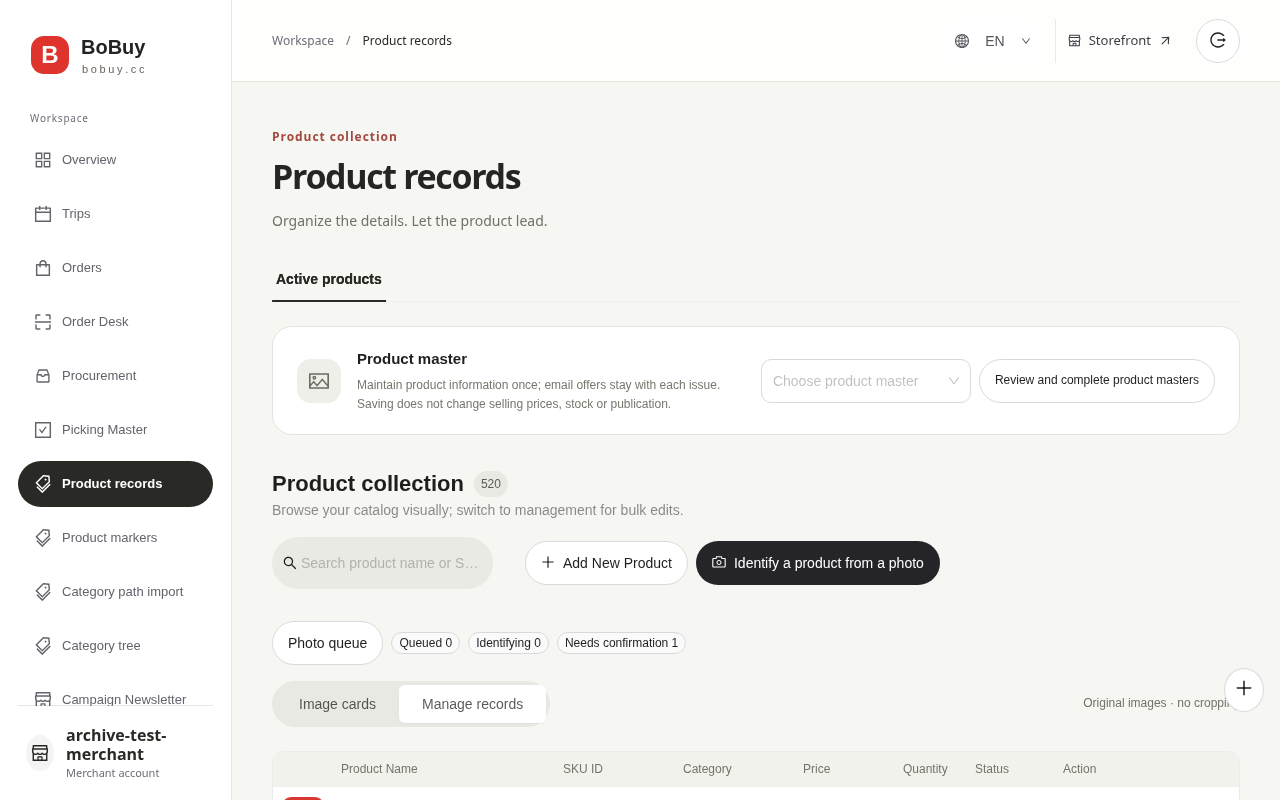 B
BoBuy
bobuy.cc
Workspace
Overview
Trips
Orders
Order Desk
Procurement
Picking Master
Product records
Product markers
Category path import
Category tree
Campaign Newsletter
archive-test-
merchant
Merchant account
Workspace / Product records
EN
Storefront
Product collection
Product records
Organize the details. Let the product lead.
Active products
Product master
Maintain product information once; email offers stay with each issue.
Saving does not change selling prices, stock or publication.
Choose product master
Review and complete product masters
Product collection 520
Browse your catalog visually; switch to management for bulk edits.
Search product name or S…
Add New Product
Identify a product from a photo
Photo queue
Queued 0
Identifying 0
Needs confirmation 1
Image cards
Manage records
Original images · no
Product Name SKU ID Category Price Quantity Status Action